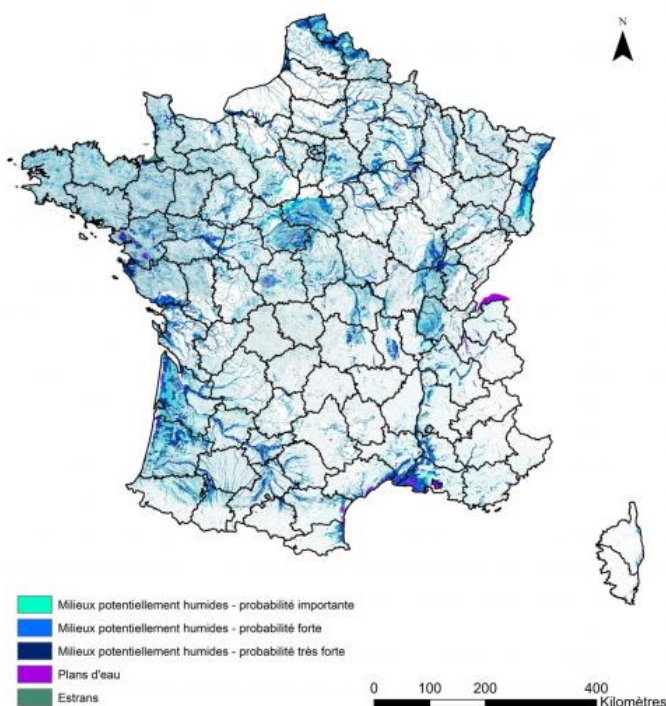 N
Milieux potentiellement humides - probabilité importante
Milieux potentiellement humides - probabilité forte
Milieux potentiellement humides - probabilité très forte
Plans d'eau
Estrans
0 100 200 400
Kilomètres